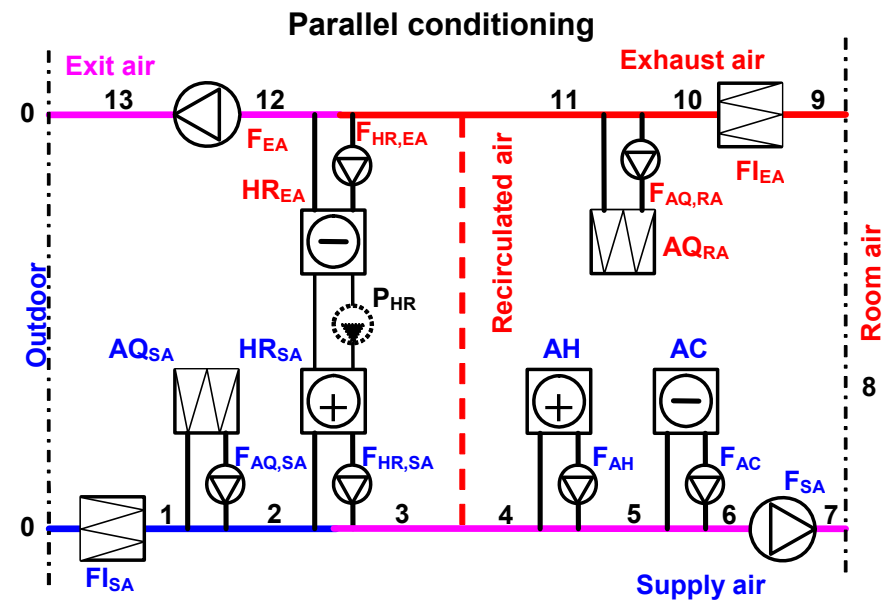 Parallel conditioning
Exit air
Exhaust air
0
13
12
11
10
9
F_EA
F_HR,EA
FI_EA
HR_EA
F_AQ,RA
AQ_RA
Recirculated air
Room air
Outdoor
P_HR
AQ_SA
HR_SA
AH
AC
8
F_AQ,SA
F_HR,SA
F_AH
F_AC
F_SA
0
1
2
3
4
5
6
7
FI_SA
Supply air